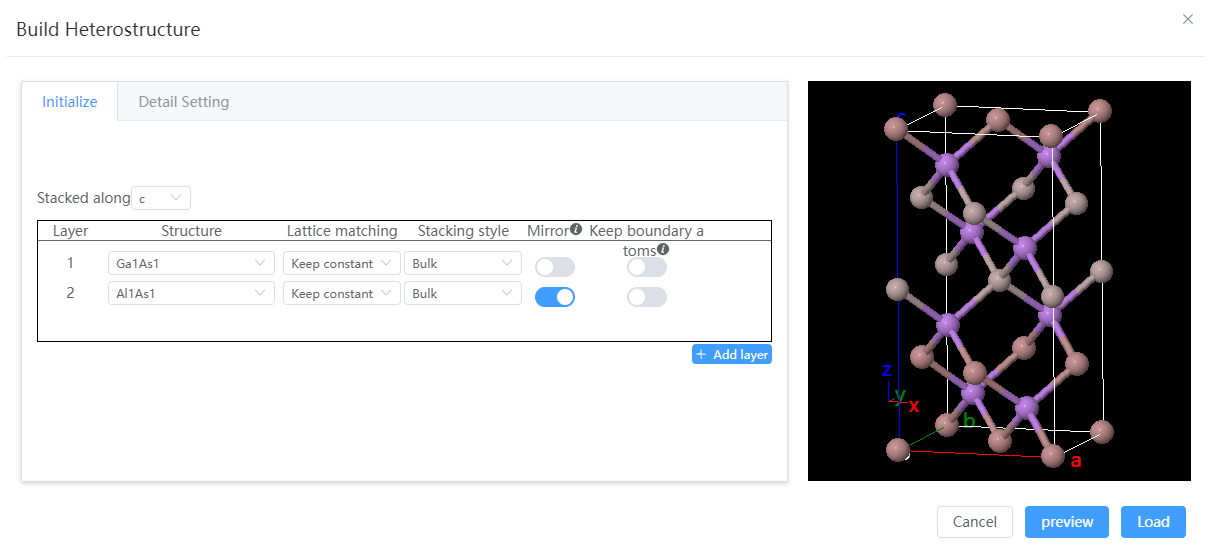 Build Heterostructure
Initialize
Detail Setting
Stacked along c
Layer Structure Lattice matching Stacking style Mirror Keep boundary a
toms
1 Ga1As1 Keep constant Bulk
2 Al1As1 Keep constant Bulk
+ Add layer
z
y
x
b
a
Cancel
preview
Load